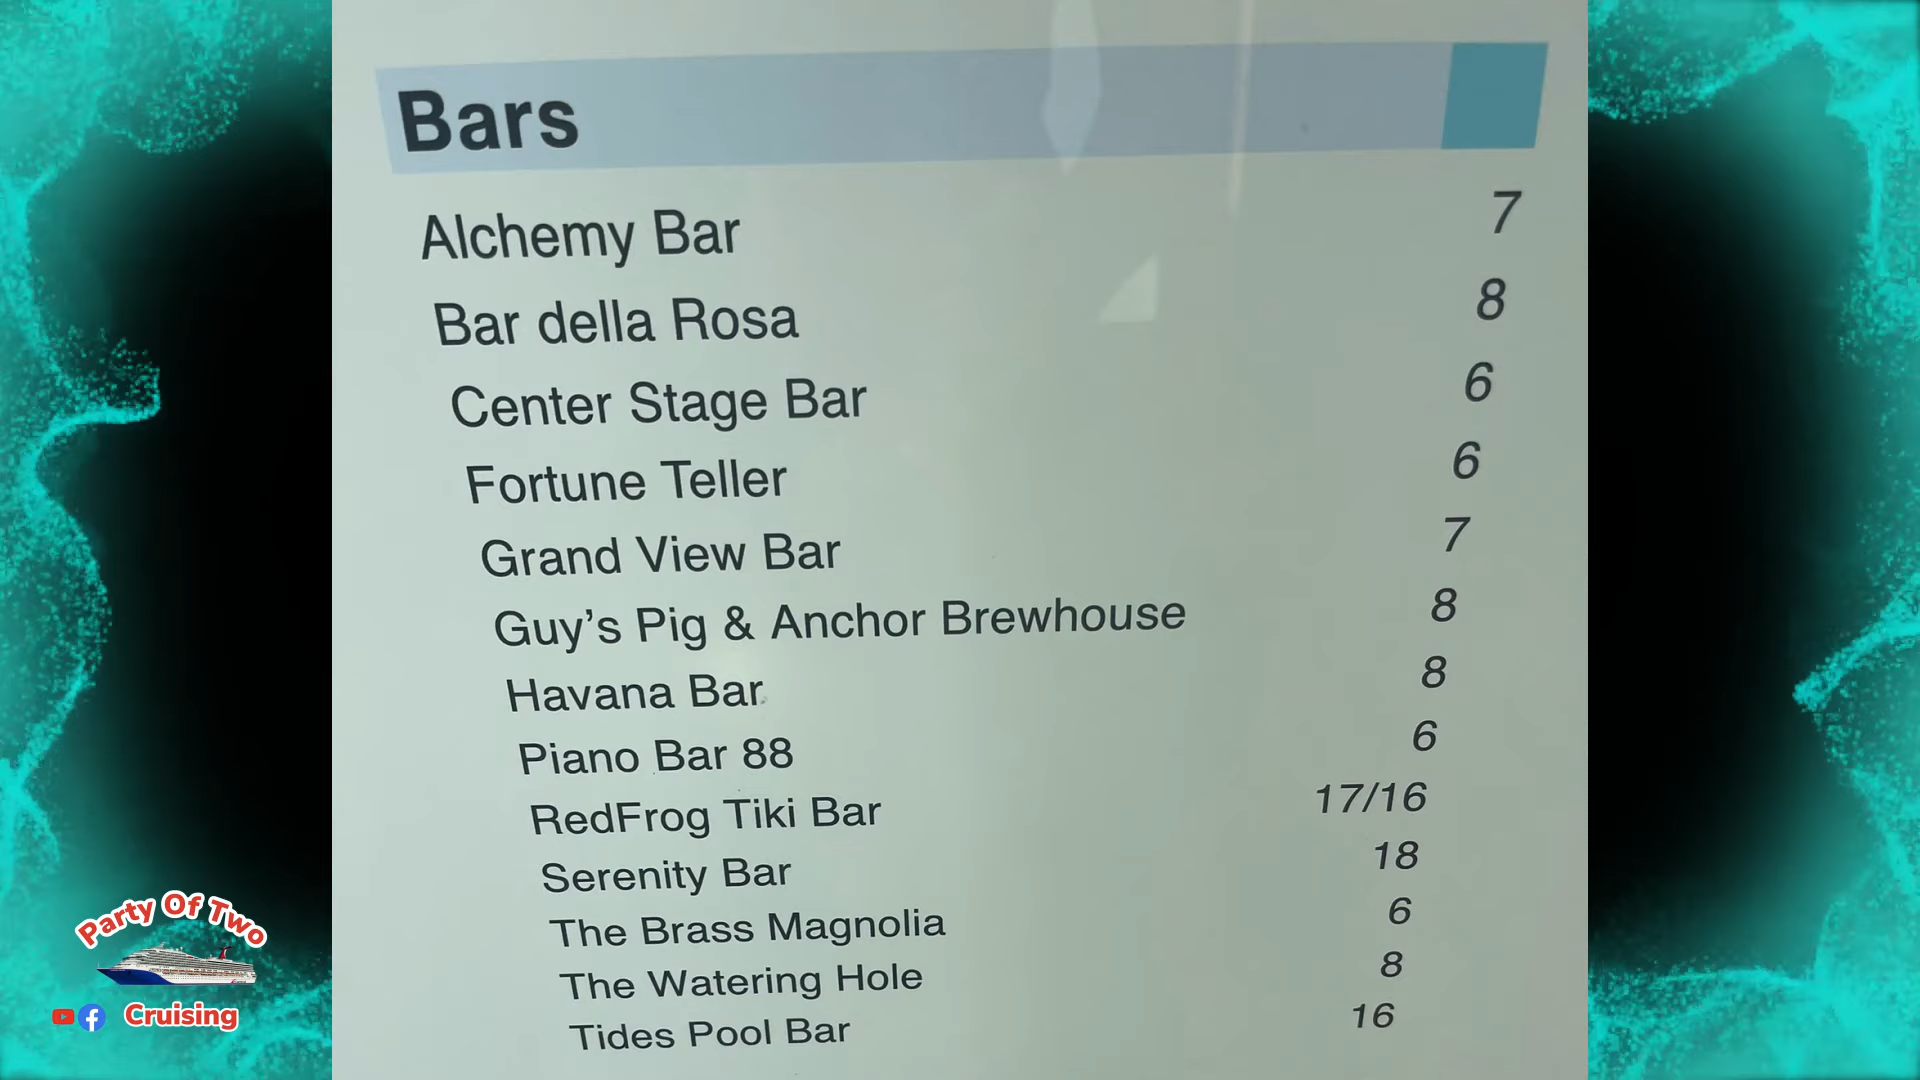 Bars
Alchemy Bar 7
Bar della Rosa 8
Center Stage Bar 6
Fortune Teller 6
Grand View Bar 7
Guy's Pig & Anchor Brewhouse 8
Havana Bar 8
Piano Bar 88 6
RedFrog Tiki Bar 17/16
Serenity Bar 18
The Brass Magnolia 6
The Watering Hole 8
Tides Pool Bar 16
Party Of Two
Cruising